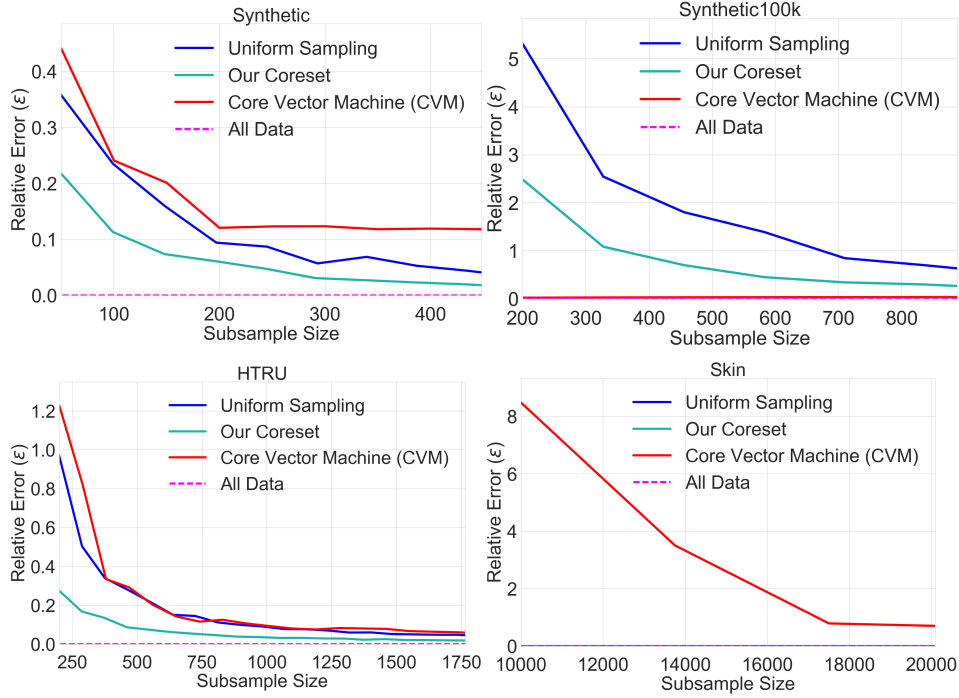 Synthetic
Relative Error (ε)
0.4
0.3
0.2
0.1
0.0
Uniform Sampling
Our Coreset
Core Vector Machine (CVM)
All Data
100 200 300 400
Subsample Size
Synthetic100k
Relative Error (ε)
5
4
3
2
1
0
Uniform Sampling
Our Coreset
Core Vector Machine (CVM)
All Data
200 300 400 500 600 700 800
Subsample Size
HTRU
Relative Error (ε)
1.2
1.0
0.8
0.6
0.4
0.2
0.0
Uniform Sampling
Our Coreset
Core Vector Machine (CVM)
All Data
250 500 750 1000 1250 1500 1750
Subsample Size
Skin
Relative Error (ε)
8
6
4
2
0
Uniform Sampling
Our Coreset
Core Vector Machine (CVM)
All Data
10000 12000 14000 16000 18000 20000
Subsample Size